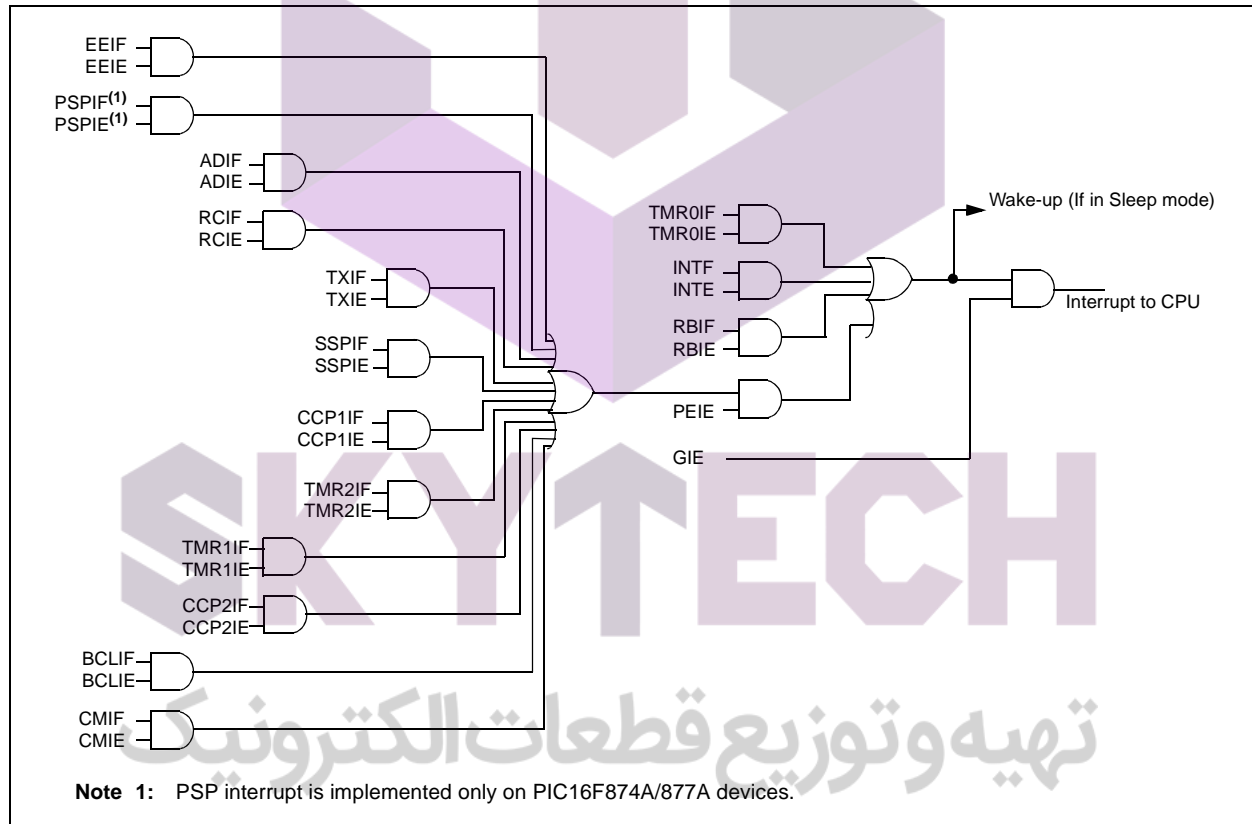 EEIF
EEIE
PSPIF(1)
PSPIE(1)
ADIF
ADIE
RCIF
RCIE
TXIF
TXIE
SSPIF
SSPIE
CCP1IF
CCP1IE
TMR2IF
TMR2IE
TMR1IF
TMR1IE
CCP2IF
CCP2IE
BCLIF
BCLIE
CMIF
CMIE
TMR0IF
TMR0IE
INTF
INTE
RBIF
RBIE
PEIE
GIE
Wake-up (If in Sleep mode)
Interrupt to CPU
SKYTECH
تهیه و توزیع قطعات الکترونیک
Note 1: PSP interrupt is implemented only on PIC16F874A/877A devices.